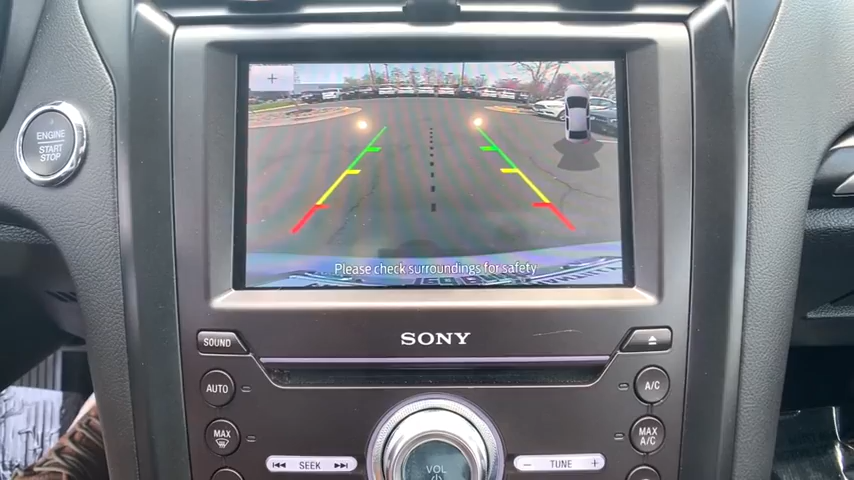 ENGINE
START
STOP
Please check surroundings for safety
SONY
SOUND
AUTO
A/C
MAX
MAX
A/C
SEEK
VOL
TUNE